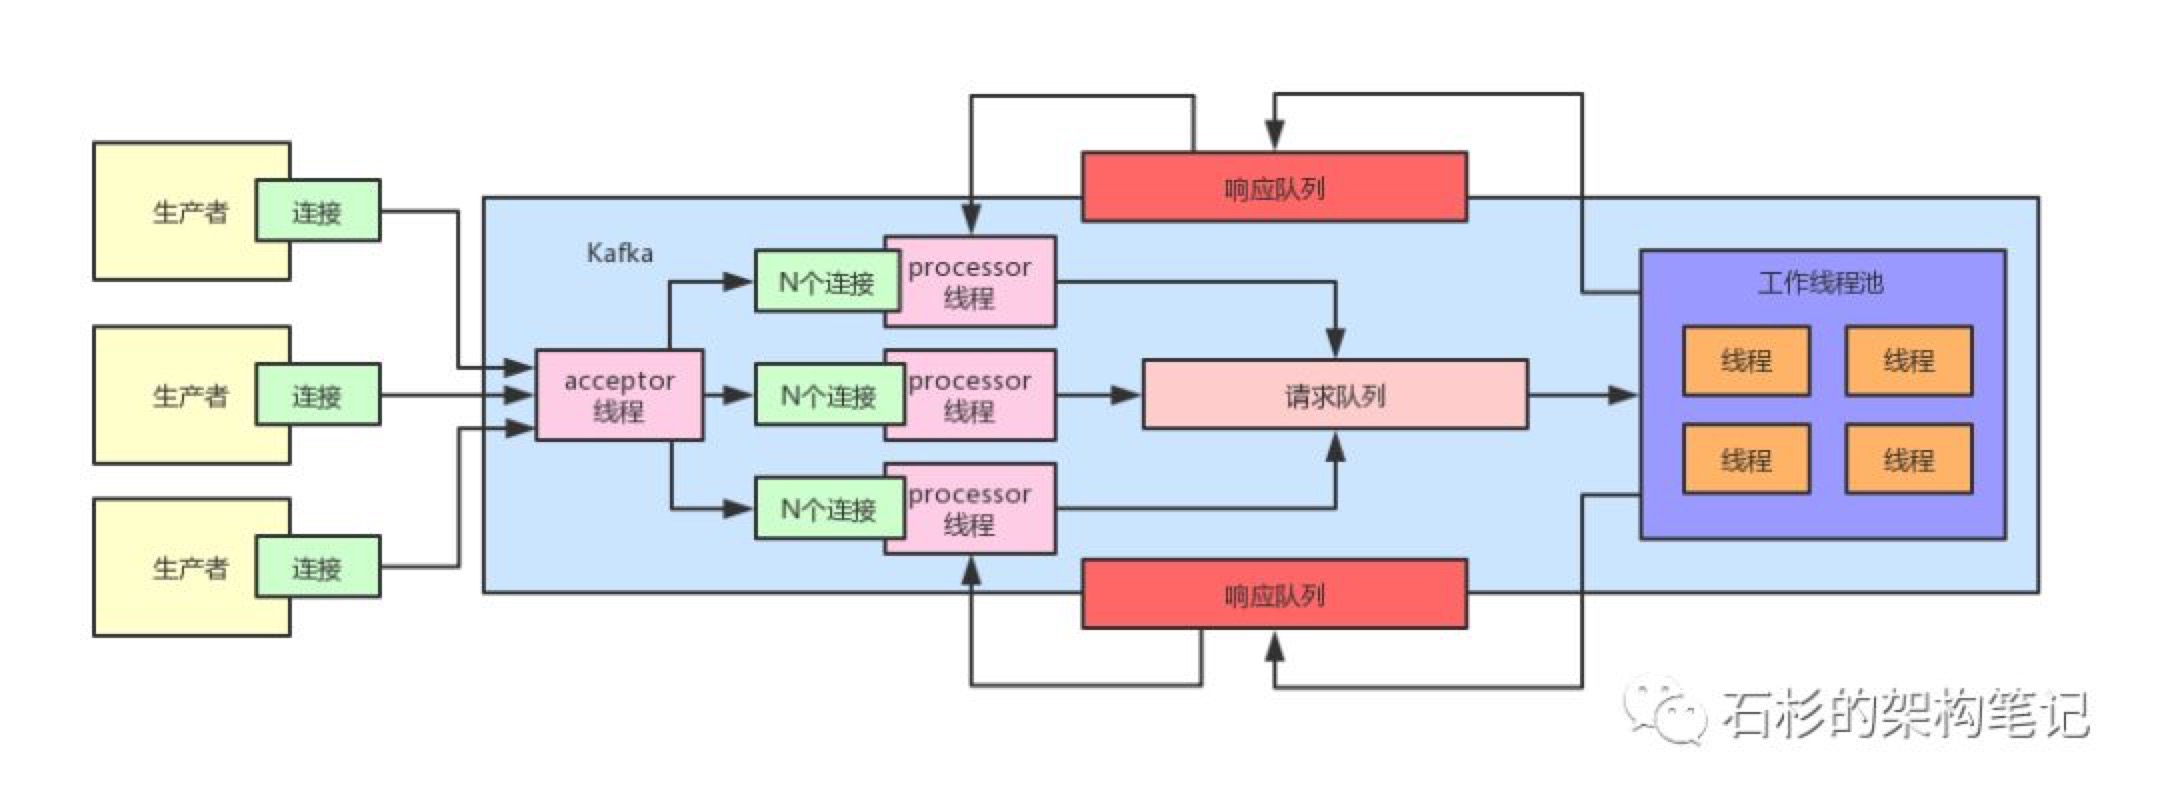 生产者
连接
生产者
连接
生产者
连接
Kafka
acceptor
线程
N个连接
processor
线程
N个连接
processor
线程
N个连接
processor
线程
响应队列
请求队列
响应队列
工作线程池
线程
线程
线程
线程
石杉的架构笔记